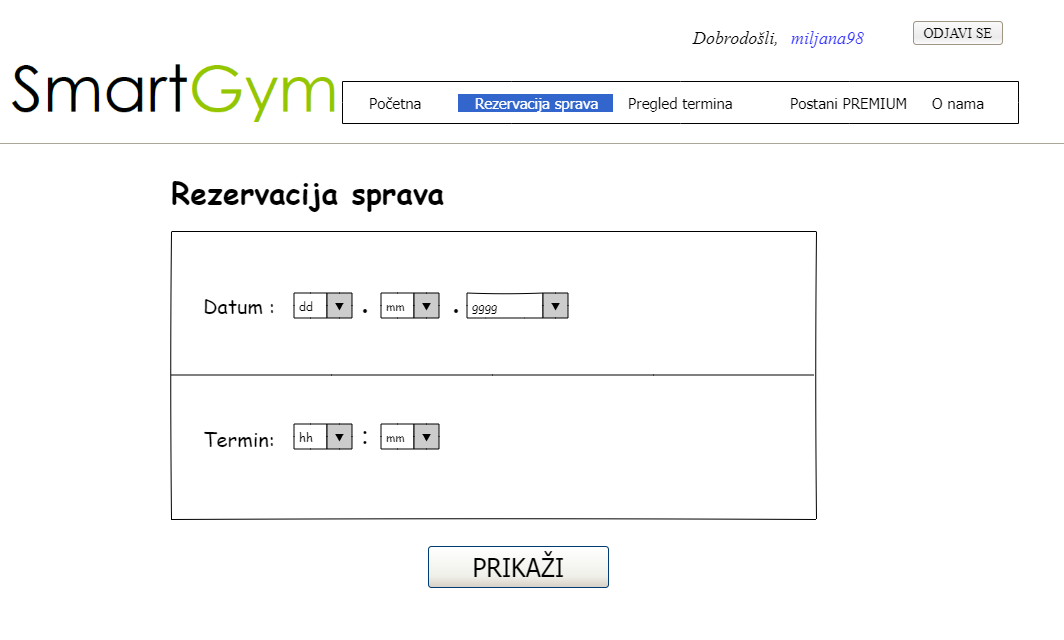 Dobrodošli, miljana98 ODJAVI SE
SmartGym
Početna Rezervacija sprava Pregled termina Postani PREMIUM O nama
Rezervacija sprava
Datum : dd . mm . gggg
Termin: hh : mm
PRIKAŽI